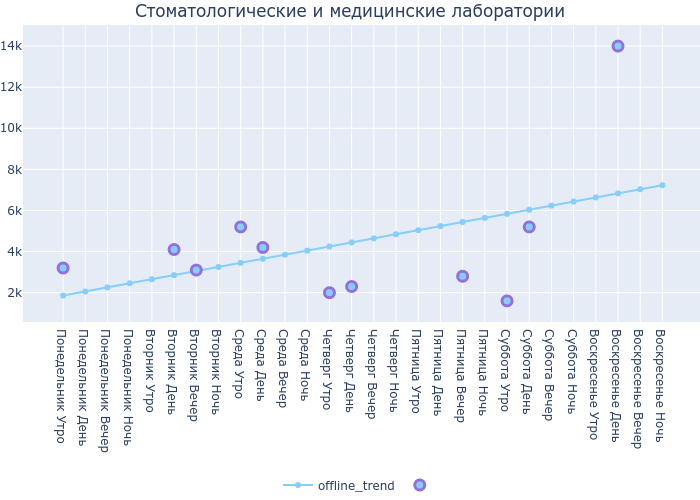 Стоматологические и медицинские лаборатории
14k
12k
10k
8k
6k
4k
2k
Понедельник Утро
Понедельник День
Понедельник Вечер
Понедельник Ночь
Вторник Утро
Вторник День
Вторник Вечер
Вторник Ночь
Среда Утро
Среда День
Среда Вечер
Среда Ночь
Четверг Утро
Четверг День
Четверг Вечер
Четверг Ночь
Пятница Утро
Пятница День
Пятница Вечер
Пятница Ночь
Суббота Утро
Суббота День
Суббота Вечер
Суббота Ночь
Воскресенье Утро
Воскресенье День
Воскресенье Вечер
Воскресенье Ночь
offline_trend